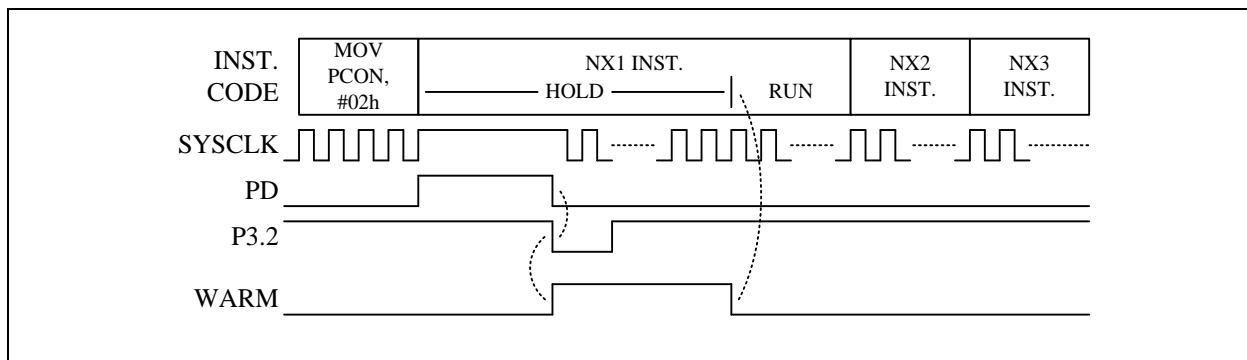 INST.
CODE
MOV
PCON,
#02h
NX1 INST.
HOLD
RUN
NX2
INST.
NX3
INST.
SYSCLK
PD
P3.2
WARM